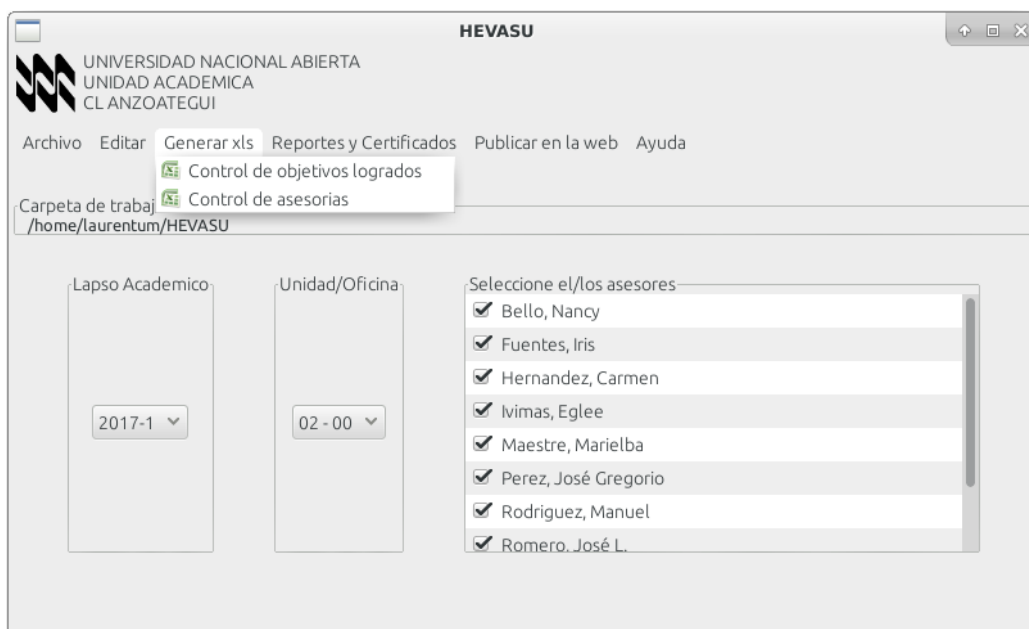 HEVASU
UNIVERSIDAD NACIONAL ABIERTA
UNIDAD ACADEMICA
CL ANZOATEGUI
Archivo Editar Generar xls Reportes y Certificados Publicar en la web Ayuda
Control de objetivos logrados
Control de asesorias
Carpeta de trabaj
/home/laurentum/HEVASU
Lapso Academico Unidad/Oficina Seleccione el/los asesores
Bello, Nancy
Fuentes, Iris
Hernandez, Carmen
Ivimas, Eglee
2017-1 02 - 00
Maestre, Marielba
Perez, José Gregorio
Rodriguez, Manuel
Romero, José L.